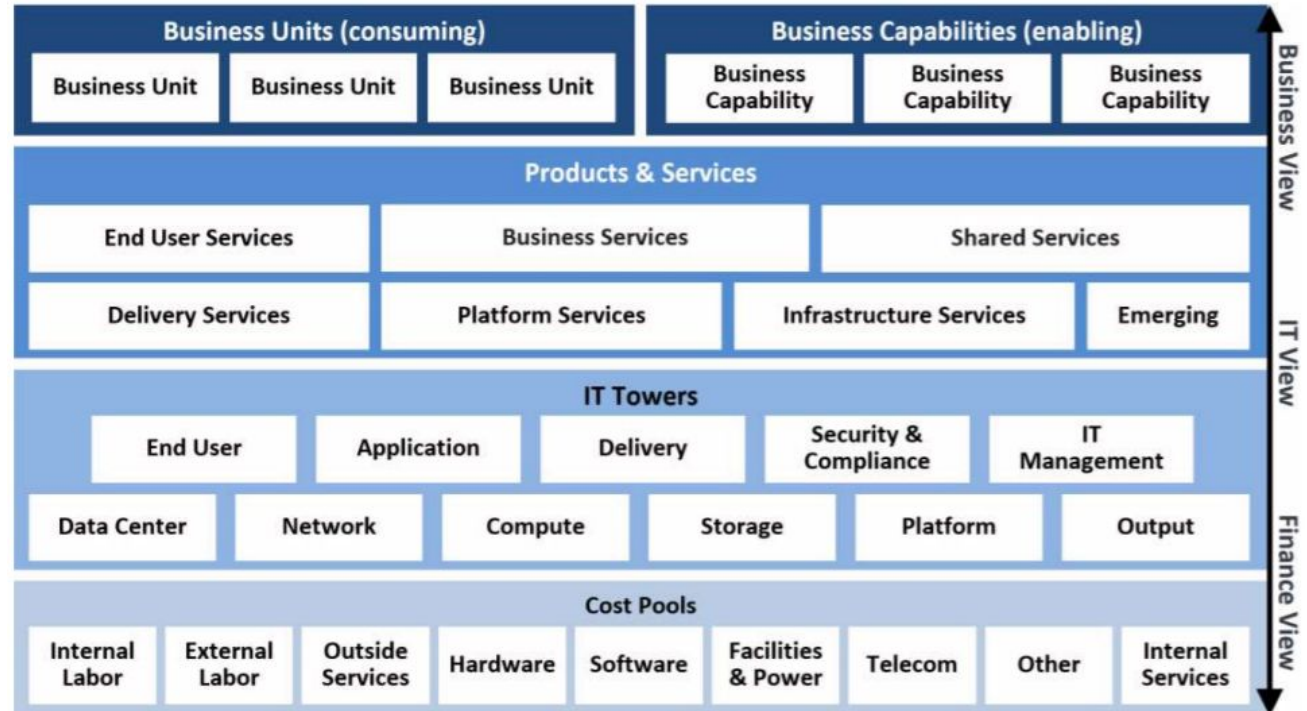 Business Units (consuming)
Business Unit
Business Unit
Business Unit
Business Capabilities (enabling)
Business
Capability
Business
Capability
Business
Capability
Products & Services
End User Services
Business Services
Shared Services
Delivery Services
Platform Services
Infrastructure Services
Emerging
IT Towers
End User
Application
Delivery
Security &
Compliance
IT
Management
Data Center
Network
Compute
Storage
Platform
Output
Cost Pools
Internal
Labor
External
Labor
Outside
Services
Hardware
Software
Facilities
& Power
Telecom
Other
Internal
Services
Business View
IT View
Finance View